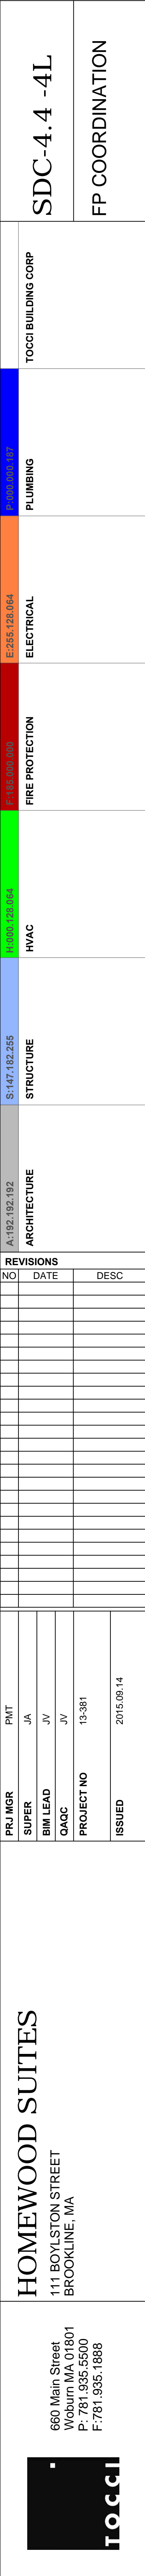 SDC-4.4 -4L
FP COORDINATION
TOCCI BUILDING CORP
P:000.000.187
PLUMBING
E:255.128.064
ELECTRICAL
F:185.000.000
FIRE PROTECTION
H:000.128.064
HVAC
S:147.182.255
STRUCTURE
A:192.192.192
ARCHITECTURE
REVISIONS
NO DATE DESC
PRJ MGR PMT
SUPER JA
BIM LEAD JV
QAQC JV
PROJECT NO 13-381
ISSUED 2015.09.14
HOMEWOOD SUITES
111 BOYLSTON STREET
BROOKLINE, MA
660 Main Street
Woburn MA 01801
P: 781.935.5500
F:781.935.1888
TOCCI